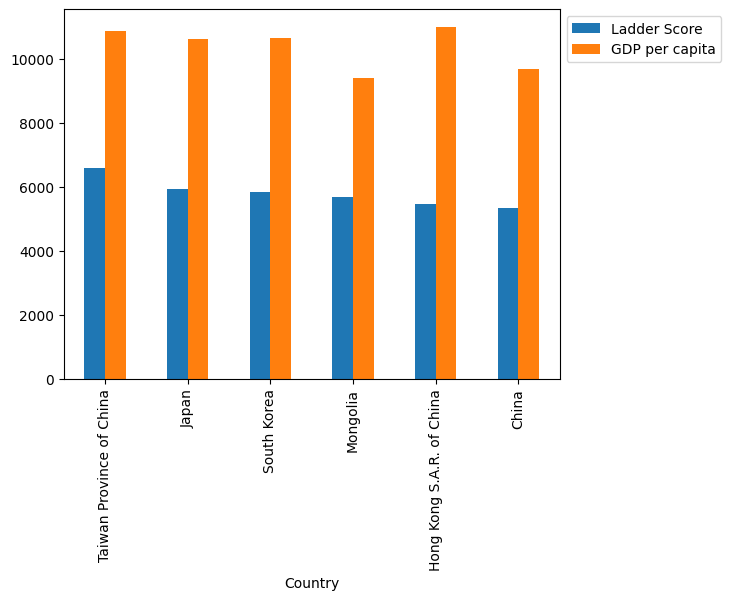 Ladder Score
GDP per capita
10000
8000
6000
4000
2000
0
Taiwan Province of China
Japan
South Korea
Mongolia
Hong Kong S.A.R. of China
China
Country